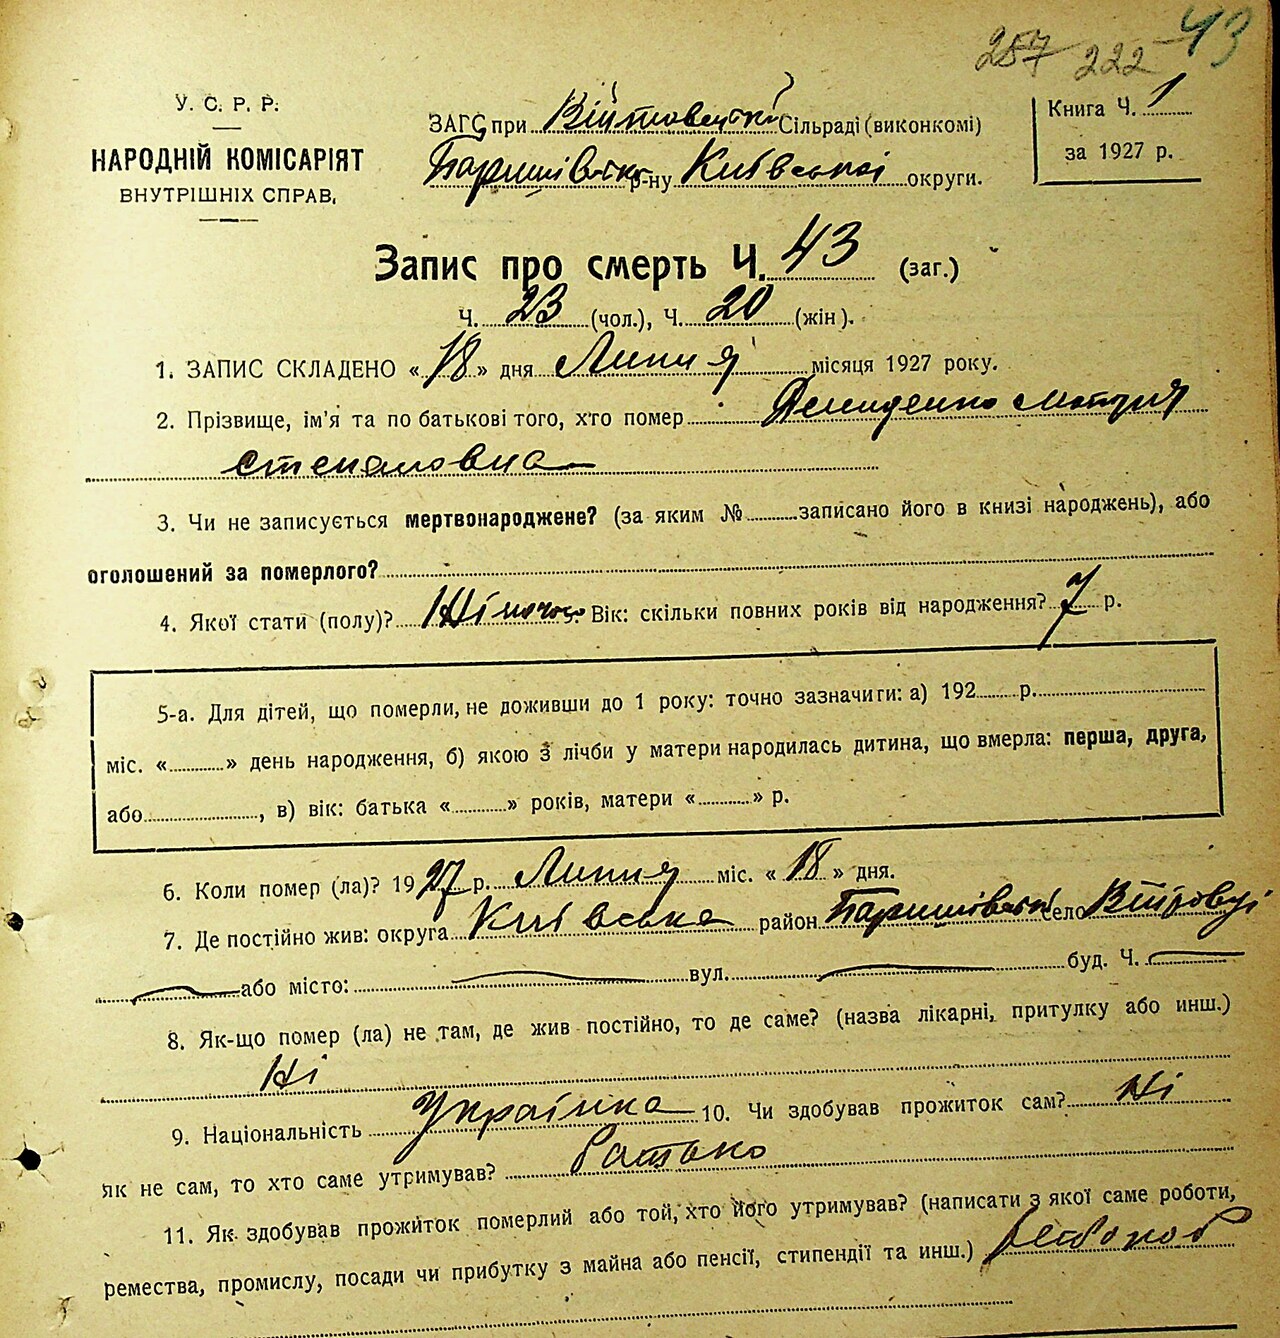 257 222 43
У. С. Р. Р.
НАРОДНІЙ КОМІСАРІЯТ
ВНУТРІШНІХ СПРАВ.
ЗАГС при Війтовецькій Сільраді (виконкомі)
Баришівськ р-ну Київської округи.
Книга Ч. 1
за 1927 р.
Запис про смерть Ч. 43 (заг.)
Ч. 23 (чол.), Ч. 20 (жін).
1. ЗАПИС СКЛАДЕНО «18» дня Липня місяця 1927 року.
2. Прізвище, ім'я та по батькові того, хто помер Демиденко Мотря
Степановна
3. Чи не записується мертвонароджене? (за яким № записано його в книзі народжень), або
оголошений за померлого?
4. Якої стати (полу)? Жіночог. Вік: скільки повних років від народження? 7 р.
5-а. Для дітей, що померли, не доживши до 1 року: точно зазначити: а) 192 р.
міс. « » день народження, б) якою з лічби у матери народилась дитина, що вмерла: перша, друга,
або , в) вік: батька « » років, матери « » р.
6. Коли помер (ла)? 1927 р. Липня міс. «18» дня.
7. Де постійно жив: округа Київська район Баришівськ село Війтовці
або місто: вул. буд. Ч.
8. Як-що помер (ла) не там, де жив постійно, то де саме? (назва лікарні, притулку або инш.)
Ні
9. Національність Українка 10. Чи здобував прожиток сам? Ні
як не сам, то хто саме утримував? батько
11. Як здобував прожиток померлий або той, хто його утримував? (написати з якої саме роботи,
ремества, промислу, посади чи прибутку з майна або пенсії, стипендії та инш.)